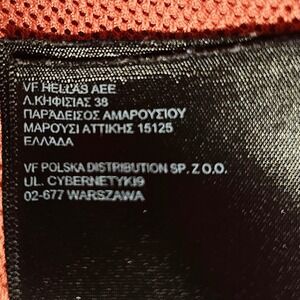 VF HELLAS AEE
Λ.ΚΗΦΙΣΙΑΣ 38
ΠΑΡΑΔΕΙΣΟΣ ΑΜΑΡΟΥΣΙΟΥ
ΜΑΡΟΥΣΙ ΑΤΤΙΚΗΣ 15125
ΕΛΛΑΔΑ
VF POLSKA DISTRIBUTION SP. Z O.O.
UL. CYBERNETYKI9
02-677 WARSZAWA